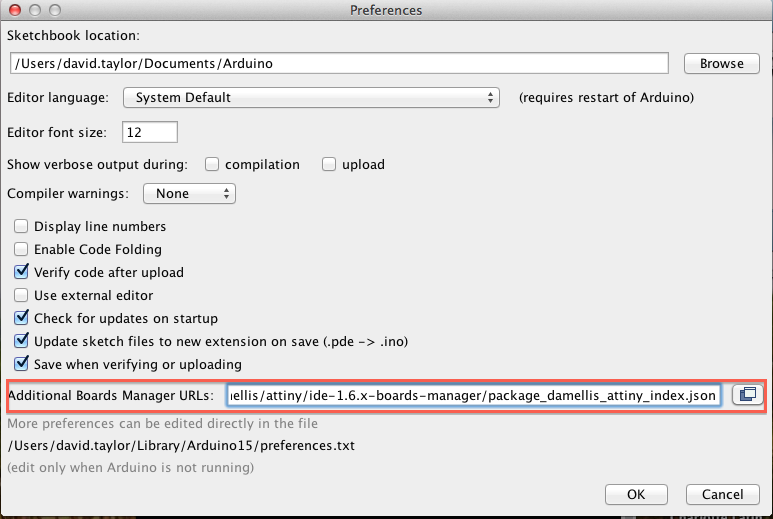 Preferences
Sketchbook location:
/Users/david.taylor/Documents/Arduino Browse
Editor language: System Default (requires restart of Arduino)
Editor font size: 12
Show verbose output during: compilation upload
Compiler warnings: None
Display line numbers
Enable Code Folding
Verify code after upload
Use external editor
Check for updates on startup
Update sketch files to new extension on save (.pde -> .ino)
Save when verifying or uploading
Additional Boards Manager URLs: ellis/attiny/ide-1.6.x-boards-manager/package_damellis_attiny_index.json
More preferences can be edited directly in the file
/Users/david.taylor/Library/Arduino15/preferences.txt
(edit only when Arduino is not running)
OK Cancel